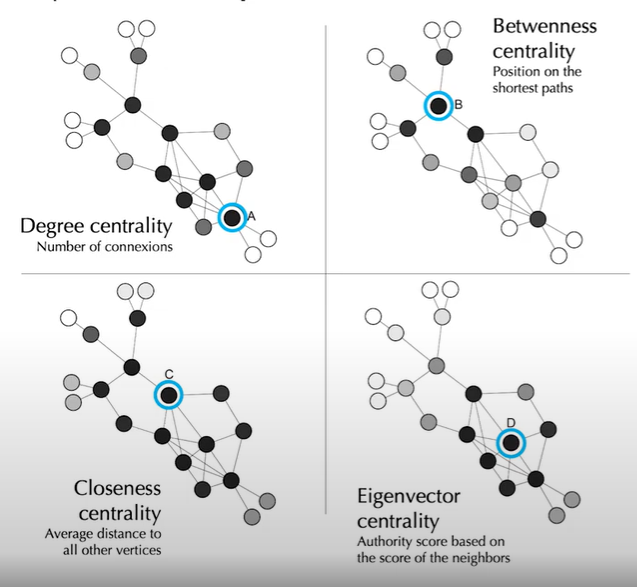 Betwenness
centrality
Position on the
shortest paths
B
A
Degree centrality
Number of connexions
C
Closeness
centrality
Average distance to
all other vertices
D
Eigenvector
centrality
Authority score based on
the score of the neighbors